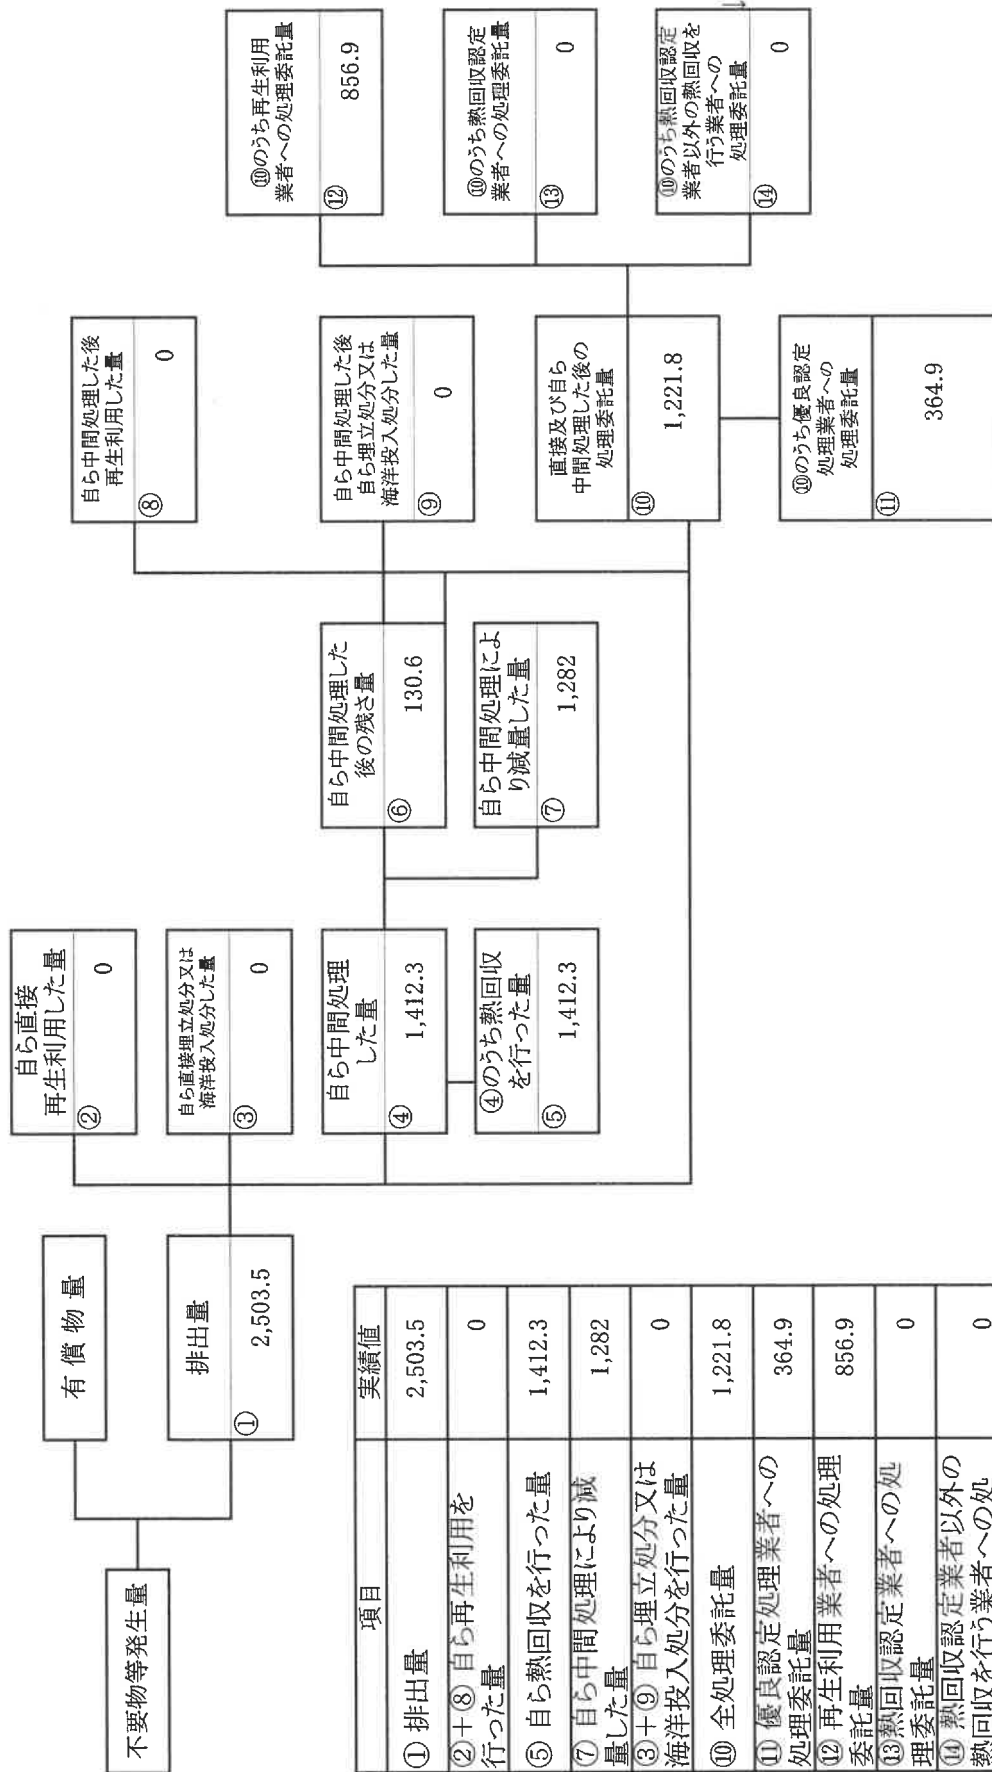 不要物等発生量
有償物量
排出量
①
2,503.5
自ら直接
再生利用した量
②
0
自ら直接埋立処分又は
海洋投入処分した量
③
0
自ら中間処理
した量
④
1,412.3
④のうち熱回収
を行った量
⑤
1,412.3
自ら中間処理した
後の残さ量
⑥
130.6
自ら中間処理によ
り減量した量
⑦
1,282
自ら中間処理した後
再生利用した量
⑧
0
自ら中間処理した後
自ら埋立処分又は
海洋投入処分した量
⑨
0
直接及び自ら
中間処理した後の
処理委託量
⑩
1,221.8
⑩のうち優良認定
処理業者への
処理委託量
⑪
364.9
⑩のうち再生利用
業者への処理委託量
⑫
856.9
⑩のうち熱回収認定
業者への処理委託量
⑬
0
⑩のうち熱回収認定
業者以外の熱回収を
行う業者への
処理委託量
⑭
0
項目 実績値
①排出量 2,503.5
②+⑧自ら再生利用を
行った量 0
⑤自ら熱回収を行った量 1,412.3
⑦自ら中間処理により減
量した量 1,282
③+⑨自ら埋立処分又は
海洋投入処分を行った量 0
⑩全処理委託量 1,221.8
⑪優良認定処理業者への
処理委託量 364.9
⑫再生利用業者への処理
委託量 856.9
⑬熱回収認定業者への処
理委託量 0
⑭熱回収認定業者以外の
熱回収を行う業者への処 0